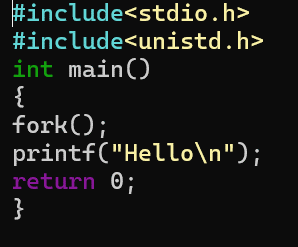 #include<stdio.h>
#include<unistd.h>
int main()
{
fork();
printf("Hello\n");
return 0;
}